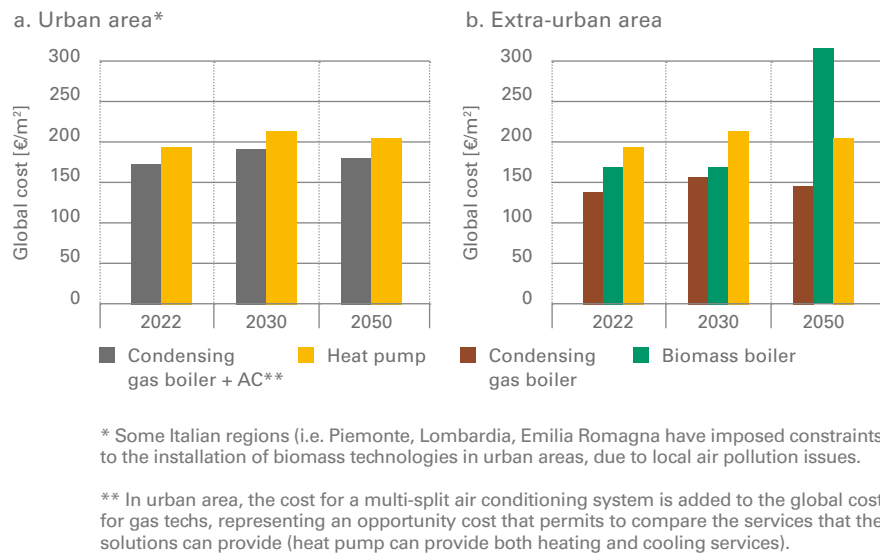 a. Urban area*
Global cost [€/m²]
300
250
200
150
100
50
0
2022 2030 2050
b. Extra-urban area
Global cost [€/m²]
300
250
200
150
100
50
0
2022 2030 2050
Condensing gas boiler + AC**
Heat pump
Condensing gas boiler
Biomass boiler
* Some Italian regions (i.e. Piemonte, Lombardia, Emilia Romagna have imposed constraints
to the installation of biomass technologies in urban areas, due to local air pollution issues.
** In urban area, the cost for a multi-split air conditioning system is added to the global cost
for gas techs, representing an opportunity cost that permits to compare the services that the
solutions can provide (heat pump can provide both heating and cooling services).